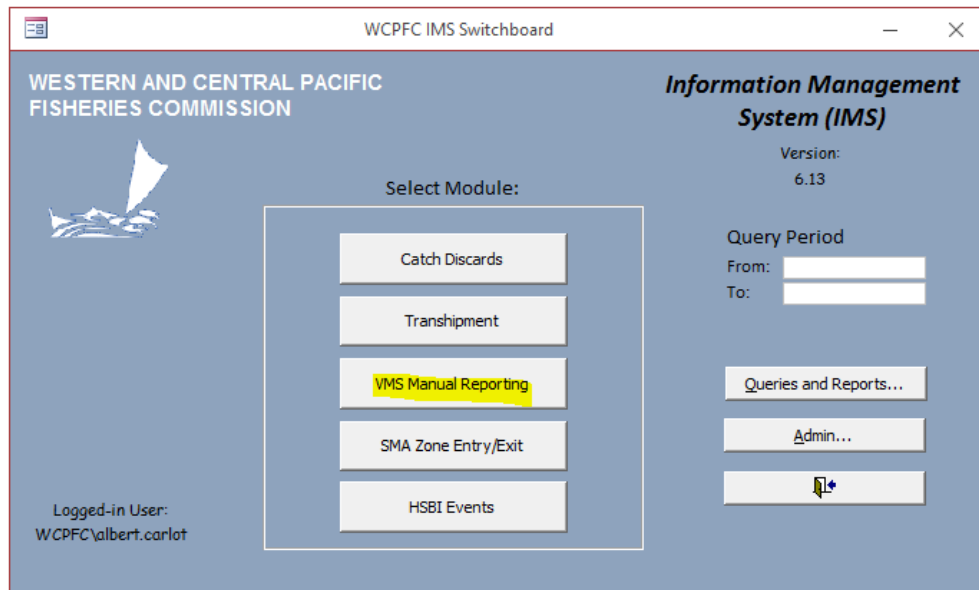 WCPFC IMS Switchboard
WESTERN AND CENTRAL PACIFIC
FISHERIES COMMISSION
Information Management
System (IMS)
Version:
6.13
Select Module:
Catch Discards
Transhipment
VMS Manual Reporting
SMA Zone Entry/Exit
HSBI Events
Query Period
From:
To:
Queries and Reports...
Admin...
Logged-in User:
WCPFC\albert.carlot